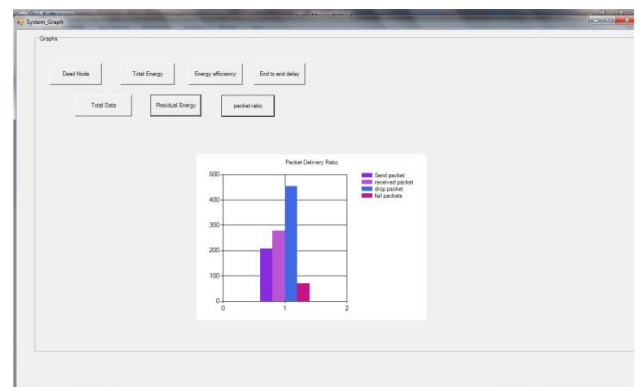 System_Graph
Graphs
Dead Node Total Energy Energy efficiency End to end delay
Total Data Residual Energy packet ratio
Packet Delivery Ratio
Send packet
received packet
drop packet
fail packets
500
400
300
200
100
0
0 1 2